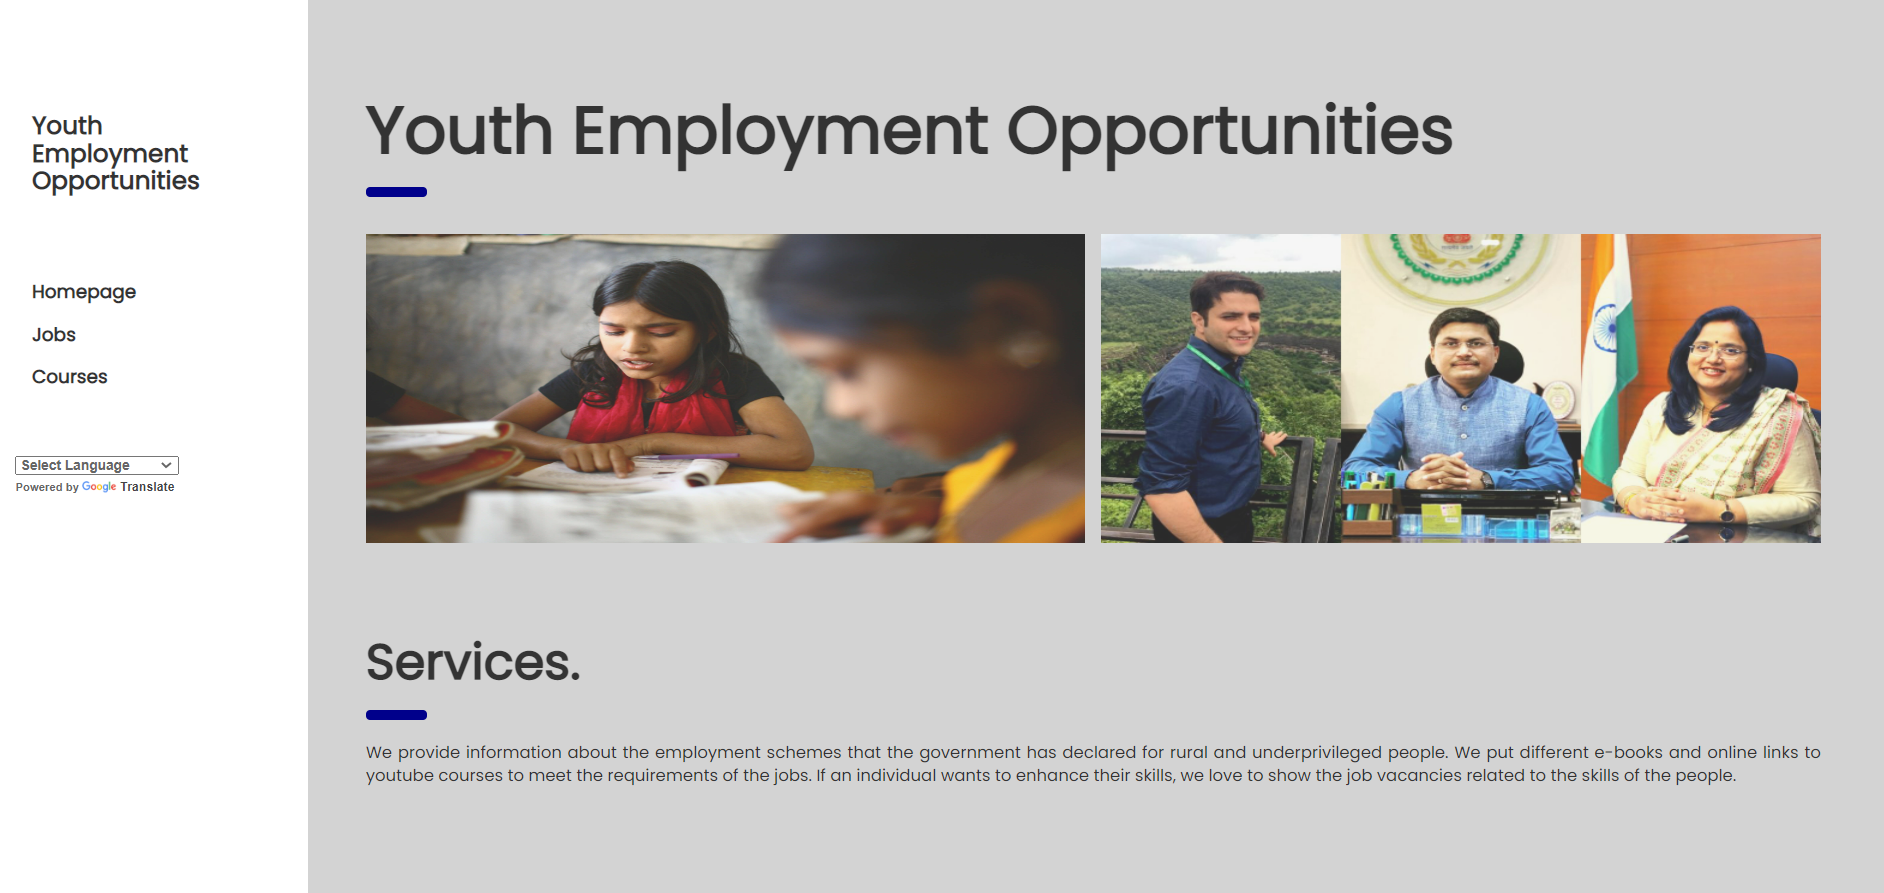 Youth
Employment
Opportunities
Homepage
Jobs
Courses
Select Language
Powered by Google Translate
Youth Employment Opportunities
Services.
We provide information about the employment schemes that the government has declared for rural and underprivileged people. We put different e-books and online links to
youtube courses to meet the requirements of the jobs. If an individual wants to enhance their skills, we love to show the job vacancies related to the skills of the people.